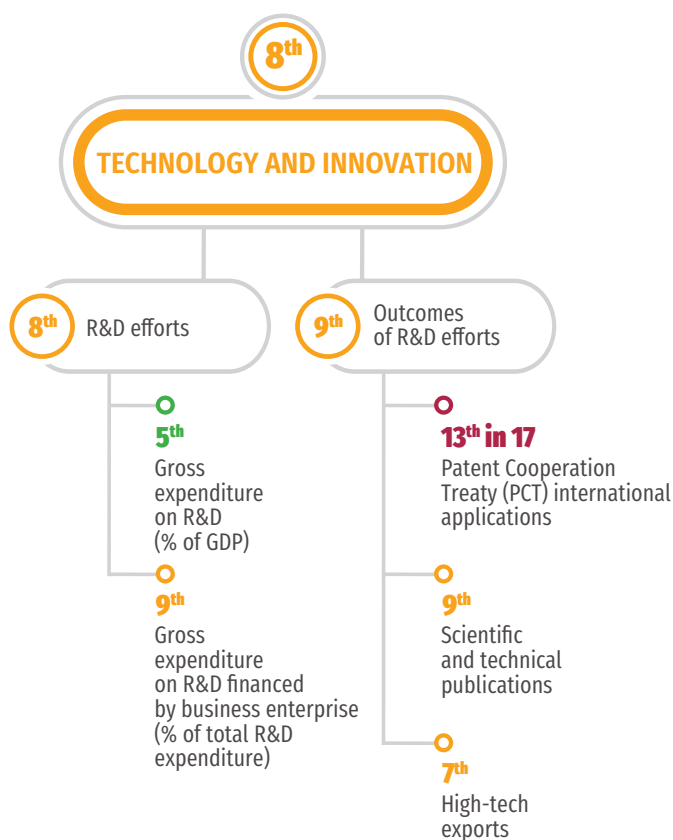 8th
TECHNOLOGY AND INNOVATION
8th
R&D efforts
5th
Gross
expenditure
on R&D
(% of GDP)
9th
Gross
expenditure
on R&D financed
by business enterprise
(% of total R&D
expenditure)
9th
Outcomes
of R&D efforts
13th in 17
Patent Cooperation
Treaty (PCT) international
applications
9th
Scientific
and technical
publications
7th
High-tech
exports